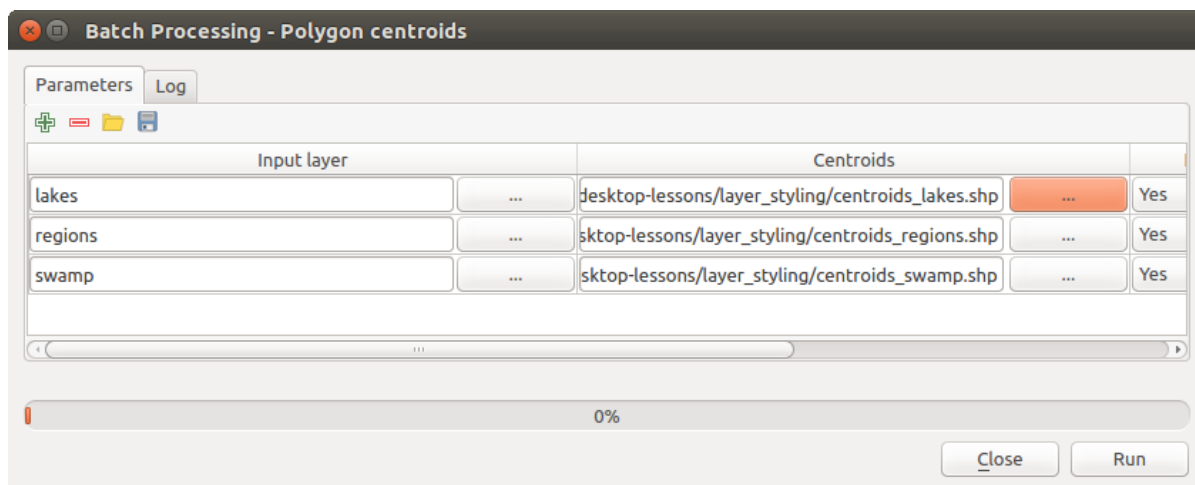 Batch Processing - Polygon centroids
Parameters Log
Input layer Centroids
lakes ... desktop-lessons/layer_styling/centroids_lakes.shp ... Yes
regions ... sktop-lessons/layer_styling/centroids_regions.shp ... Yes
swamp ... sktop-lessons/layer_styling/centroids_swamp.shp ... Yes
0%
Close Run